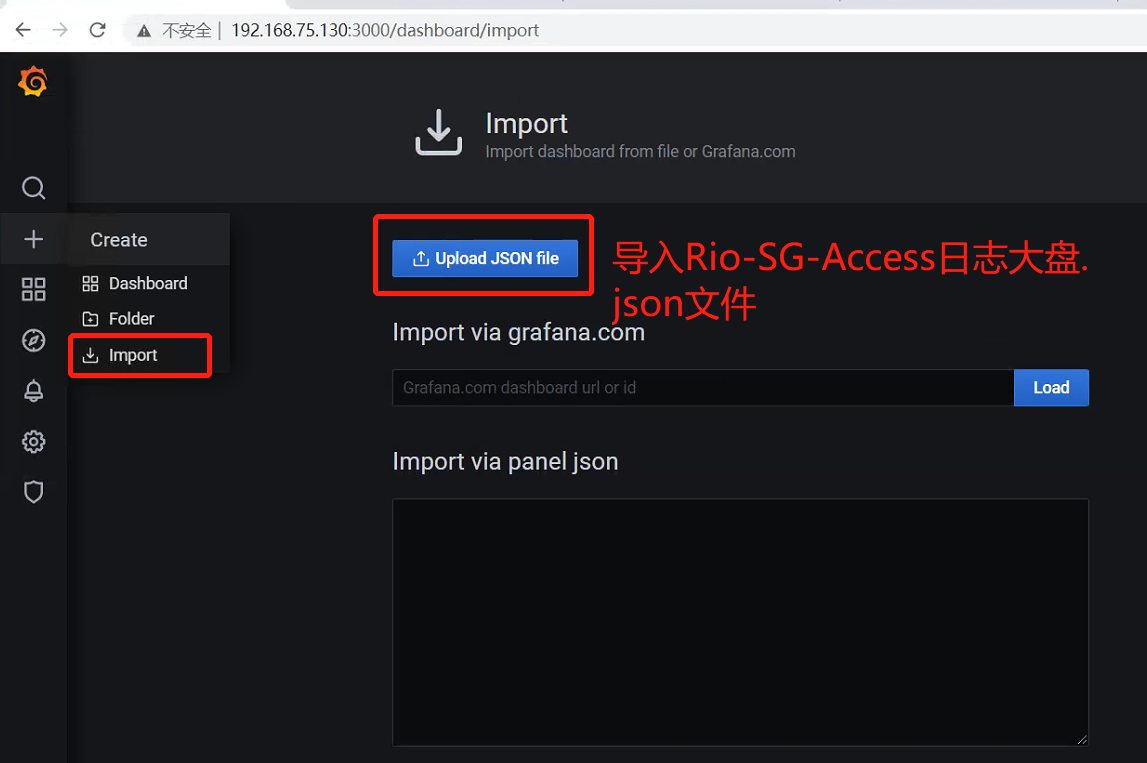 不安全 | 192.168.75.130:3000/dashboard/import
Import
Import dashboard from file or Grafana.com
Create
Dashboard
Folder
Import
Upload JSON file
导入Rio-SG-Access日志大盘.
json文件
Import via grafana.com
Grafana.com dashboard url or id
Load
Import via panel json